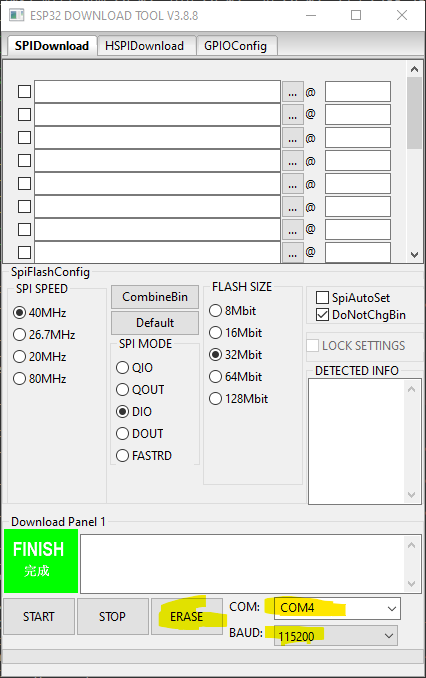 ESP32 DOWNLOAD TOOL V3.8.8
SPIDownload HSPIDownload GPIOConfig
... @
... @
... @
... @
... @
... @
... @
... @
SpiFlashConfig
SPI SPEED
40MHz
26.7MHz
20MHz
80MHz
CombineBin
Default
SPI MODE
QIO
QOUT
DIO
DOUT
FASTRD
FLASH SIZE
8Mbit
16Mbit
32Mbit
64Mbit
128Mbit
SpiAutoSet
DoNotChgBin
LOCK SETTINGS
DETECTED INFO
Download Panel 1
FINISH
完成
START STOP ERASE
COM: COM4
BAUD: 115200